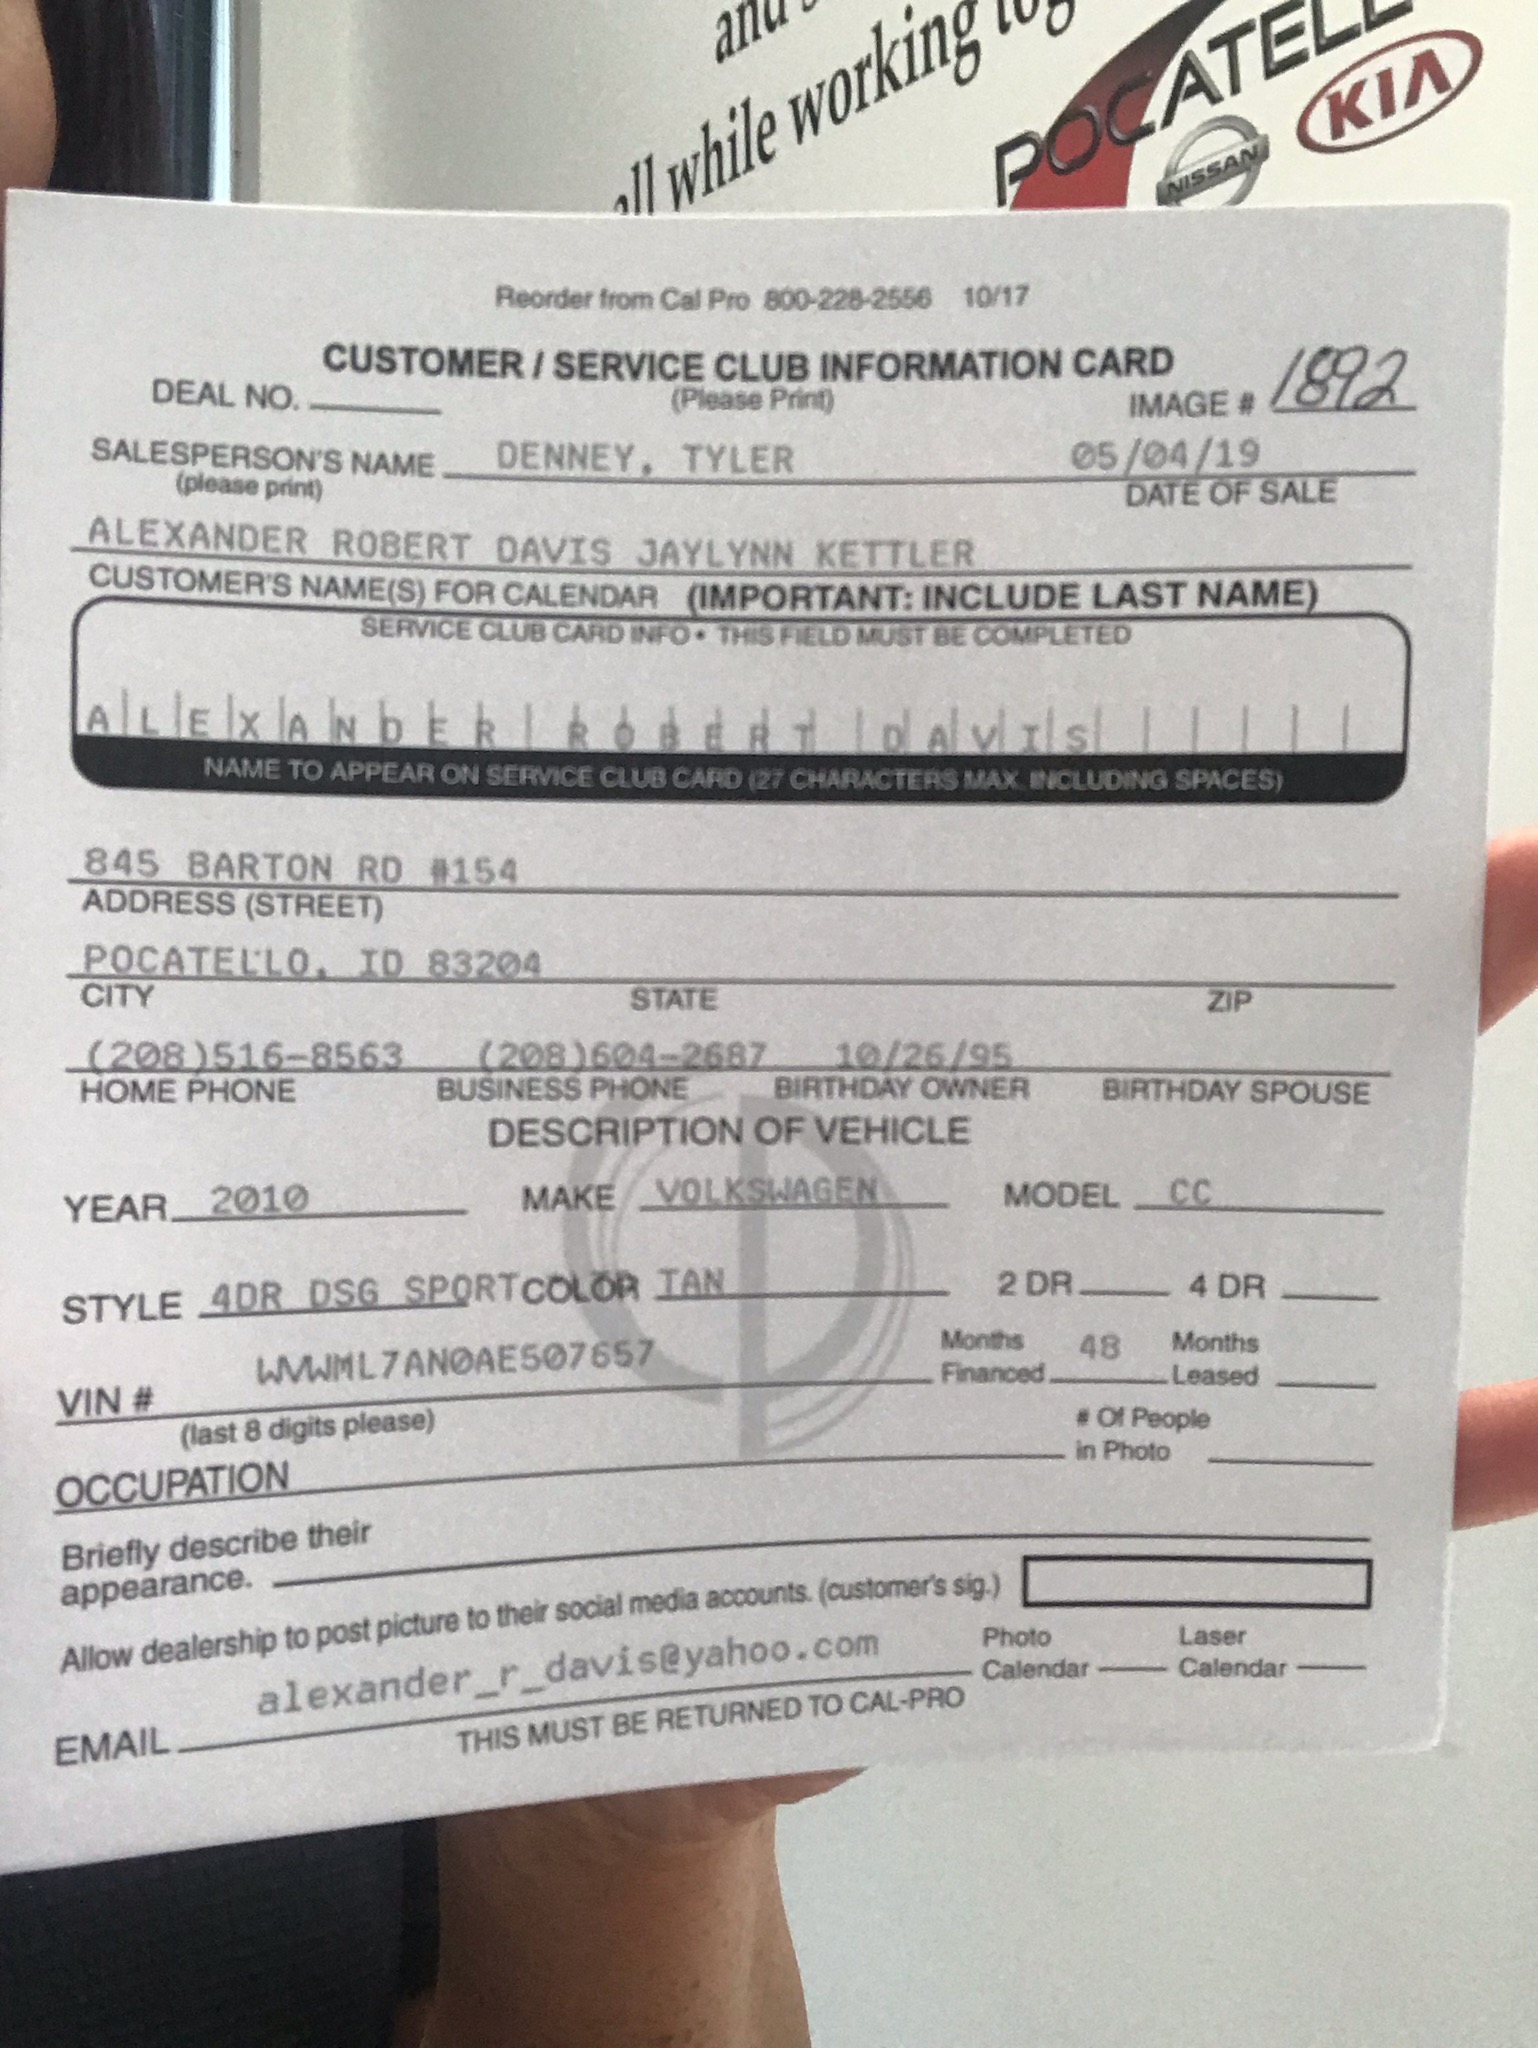 and
all while working tog
POCATELL
NISSAN
KIA
Reorder from Cal Pro 800-228-2556 10/17
CUSTOMER / SERVICE CLUB INFORMATION CARD
(Please Print)
DEAL NO.
IMAGE # 1892
SALESPERSON'S NAME DENNEY, TYLER 05/04/19
(please print) DATE OF SALE
ALEXANDER ROBERT DAVIS JAYLYNN KETTLER
CUSTOMER'S NAME(S) FOR CALENDAR (IMPORTANT: INCLUDE LAST NAME)
SERVICE CLUB CARD INFO • THIS FIELD MUST BE COMPLETED
ALEXANDER ROBERT DAVIS
NAME TO APPEAR ON SERVICE CLUB CARD (27 CHARACTERS MAX. INCLUDING SPACES)
845 BARTON RD #154
ADDRESS (STREET)
POCATELLO, ID 83204
CITY STATE ZIP
(208)516-8563 (208)604-2687 10/26/95
HOME PHONE BUSINESS PHONE BIRTHDAY OWNER BIRTHDAY SPOUSE
DESCRIPTION OF VEHICLE
YEAR 2010 MAKE VOLKSWAGEN MODEL CC
STYLE 4DR DSG SPORT COLOR TAN 2 DR 4 DR
VIN # WVWML7AN0AE507657
(last 8 digits please)
Months Financed 48 Months Leased
OCCUPATION
# Of People in Photo
Briefly describe their
appearance.
Allow dealership to post picture to their social media accounts. (customer's sig.)
EMAIL alexander_r_davis@yahoo.com
Photo Calendar Laser Calendar
THIS MUST BE RETURNED TO CAL-PRO